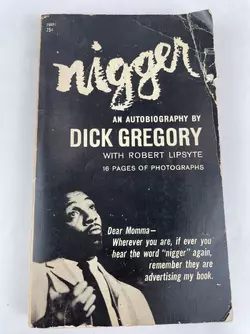 75¢
nigger
AN AUTOBIOGRAPHY BY
DICK GREGORY
WITH ROBERT LIPSYTE
16 PAGES OF PHOTOGRAPHS
Dear Momma—
Wherever you are, if ever you
hear the word "nigger" again,
remember they are
advertising my book.